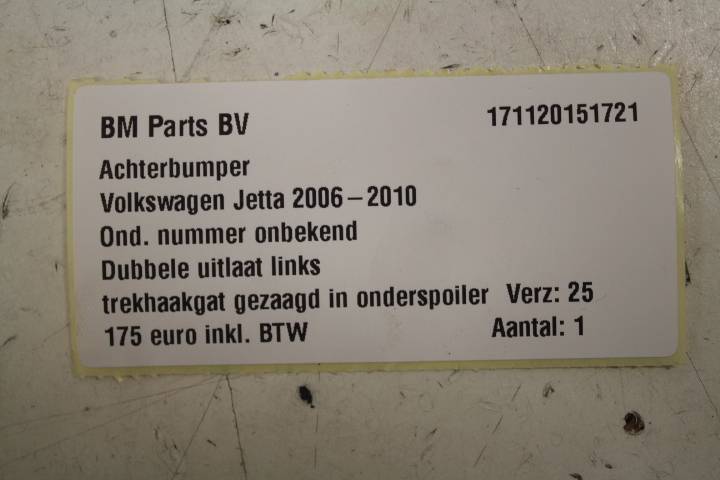 BM Parts BV 171120151721
Achterbumper
Volkswagen Jetta 2006 – 2010
Ond. nummer onbekend
Dubbele uitlaat links
trekhaakgat gezaagd in onderspoiler Verz: 25
175 euro inkl. BTW Aantal: 1